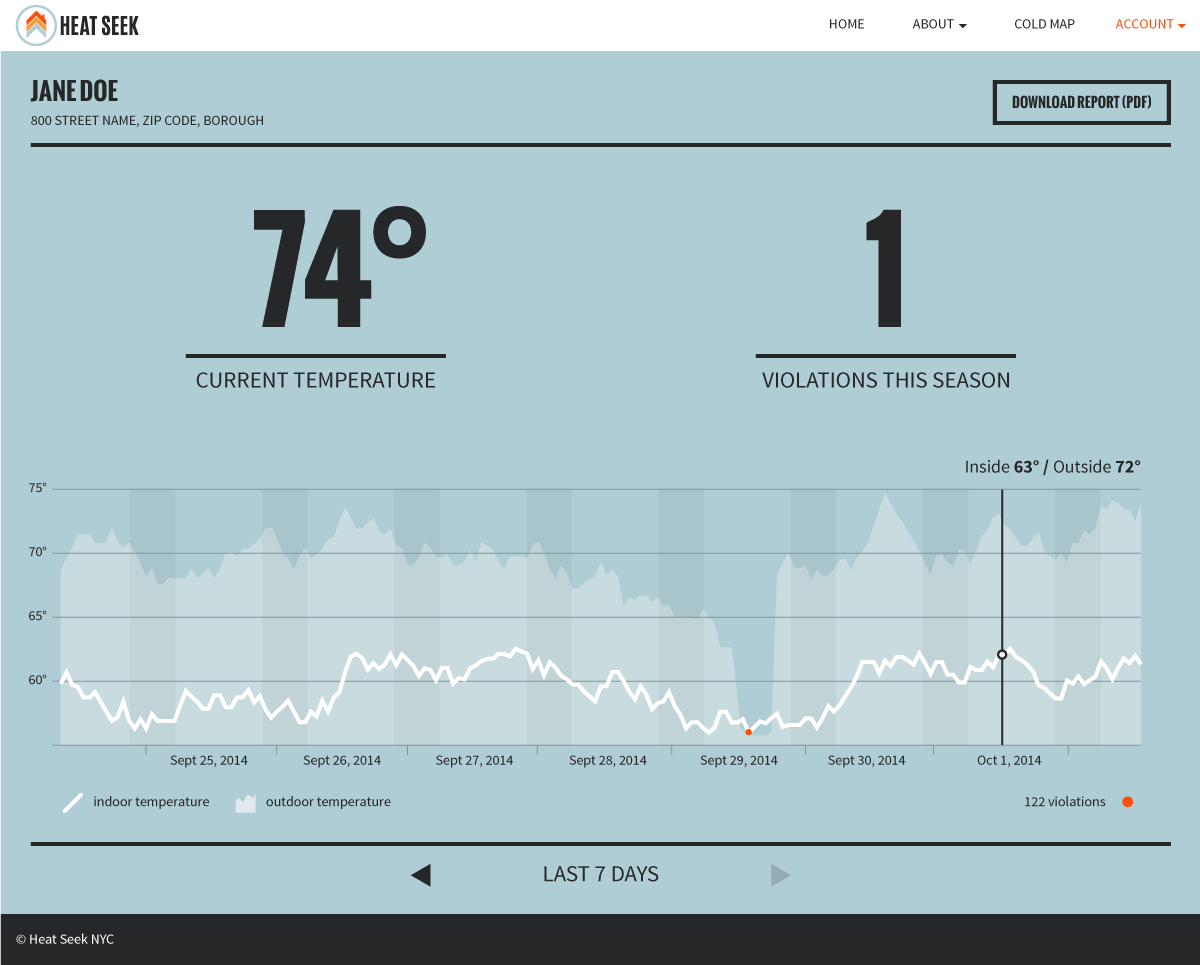 HEAT SEEK
HOME ABOUT COLD MAP ACCOUNT
JANE DOE
800 STREET NAME, ZIP CODE, BOROUGH
DOWNLOAD REPORT (PDF)
74°
CURRENT TEMPERATURE
1
VIOLATIONS THIS SEASON
Inside 63° / Outside 72°
75°
70°
65°
60°
Sept 25, 2014 Sept 26, 2014 Sept 27, 2014 Sept 28, 2014 Sept 29, 2014 Sept 30, 2014 Oct 1, 2014
indoor temperature outdoor temperature 122 violations
LAST 7 DAYS
© Heat Seek NYC